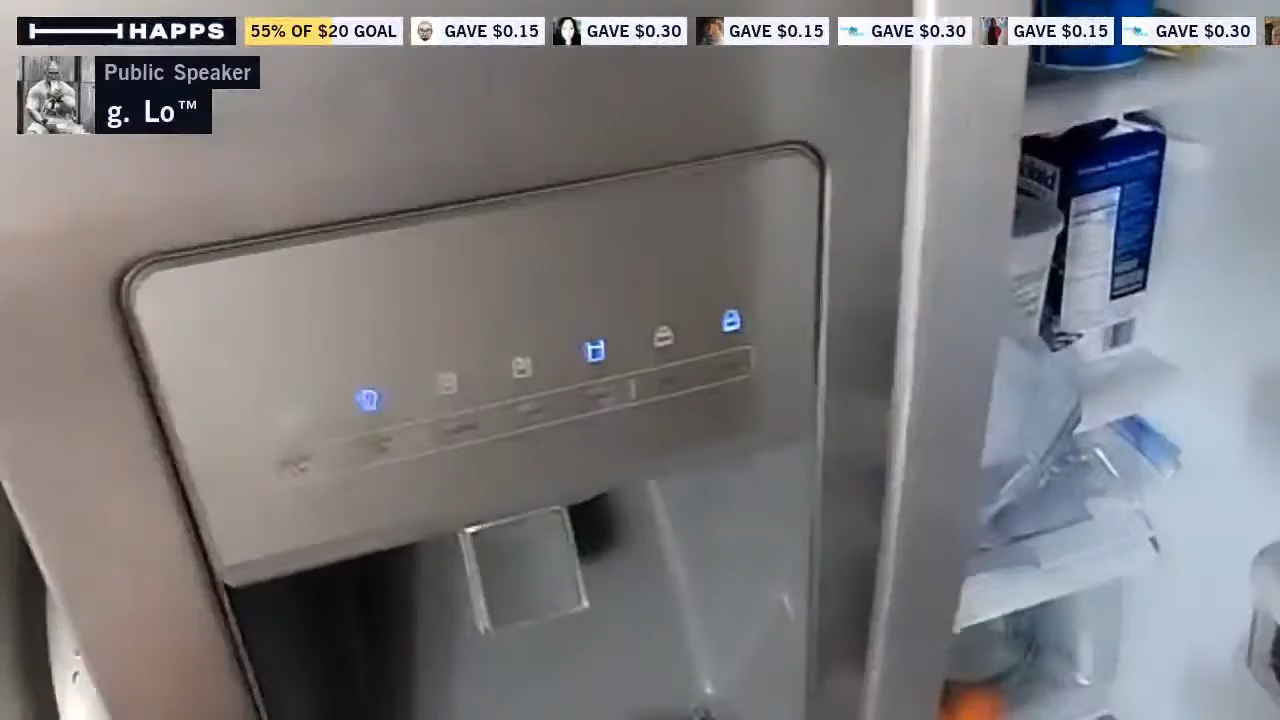 HAPPS
55% OF $20 GOAL
GAVE $0.15
GAVE $0.30
GAVE $0.15
GAVE $0.30
GAVE $0.15
GAVE $0.30
Public Speaker
g. Lo™